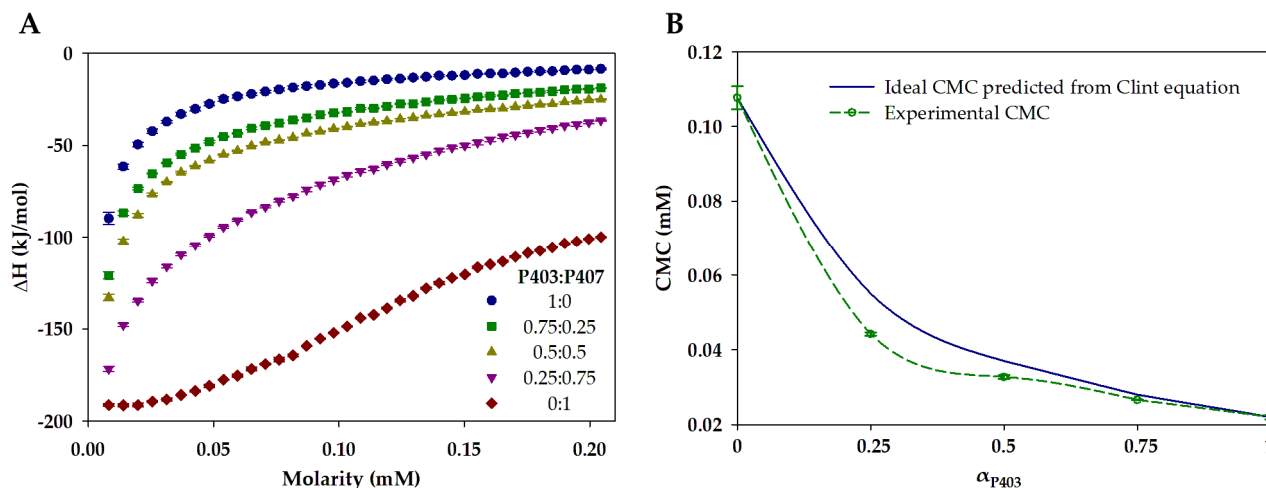 A
0
-50
-100
-150
-200
ΔH (kJ/mol)
0.00 0.05 0.10 0.15 0.20
Molarity (mM)
P403:P407
1:0
0.75:0.25
0.5:0.5
0.25:0.75
0:1
B
0.12
0.10
0.08
0.06
0.04
0.02
CMC (mM)
Ideal CMC predicted from Clint equation
Experimental CMC
0 0.25 0.5 0.75
αP403